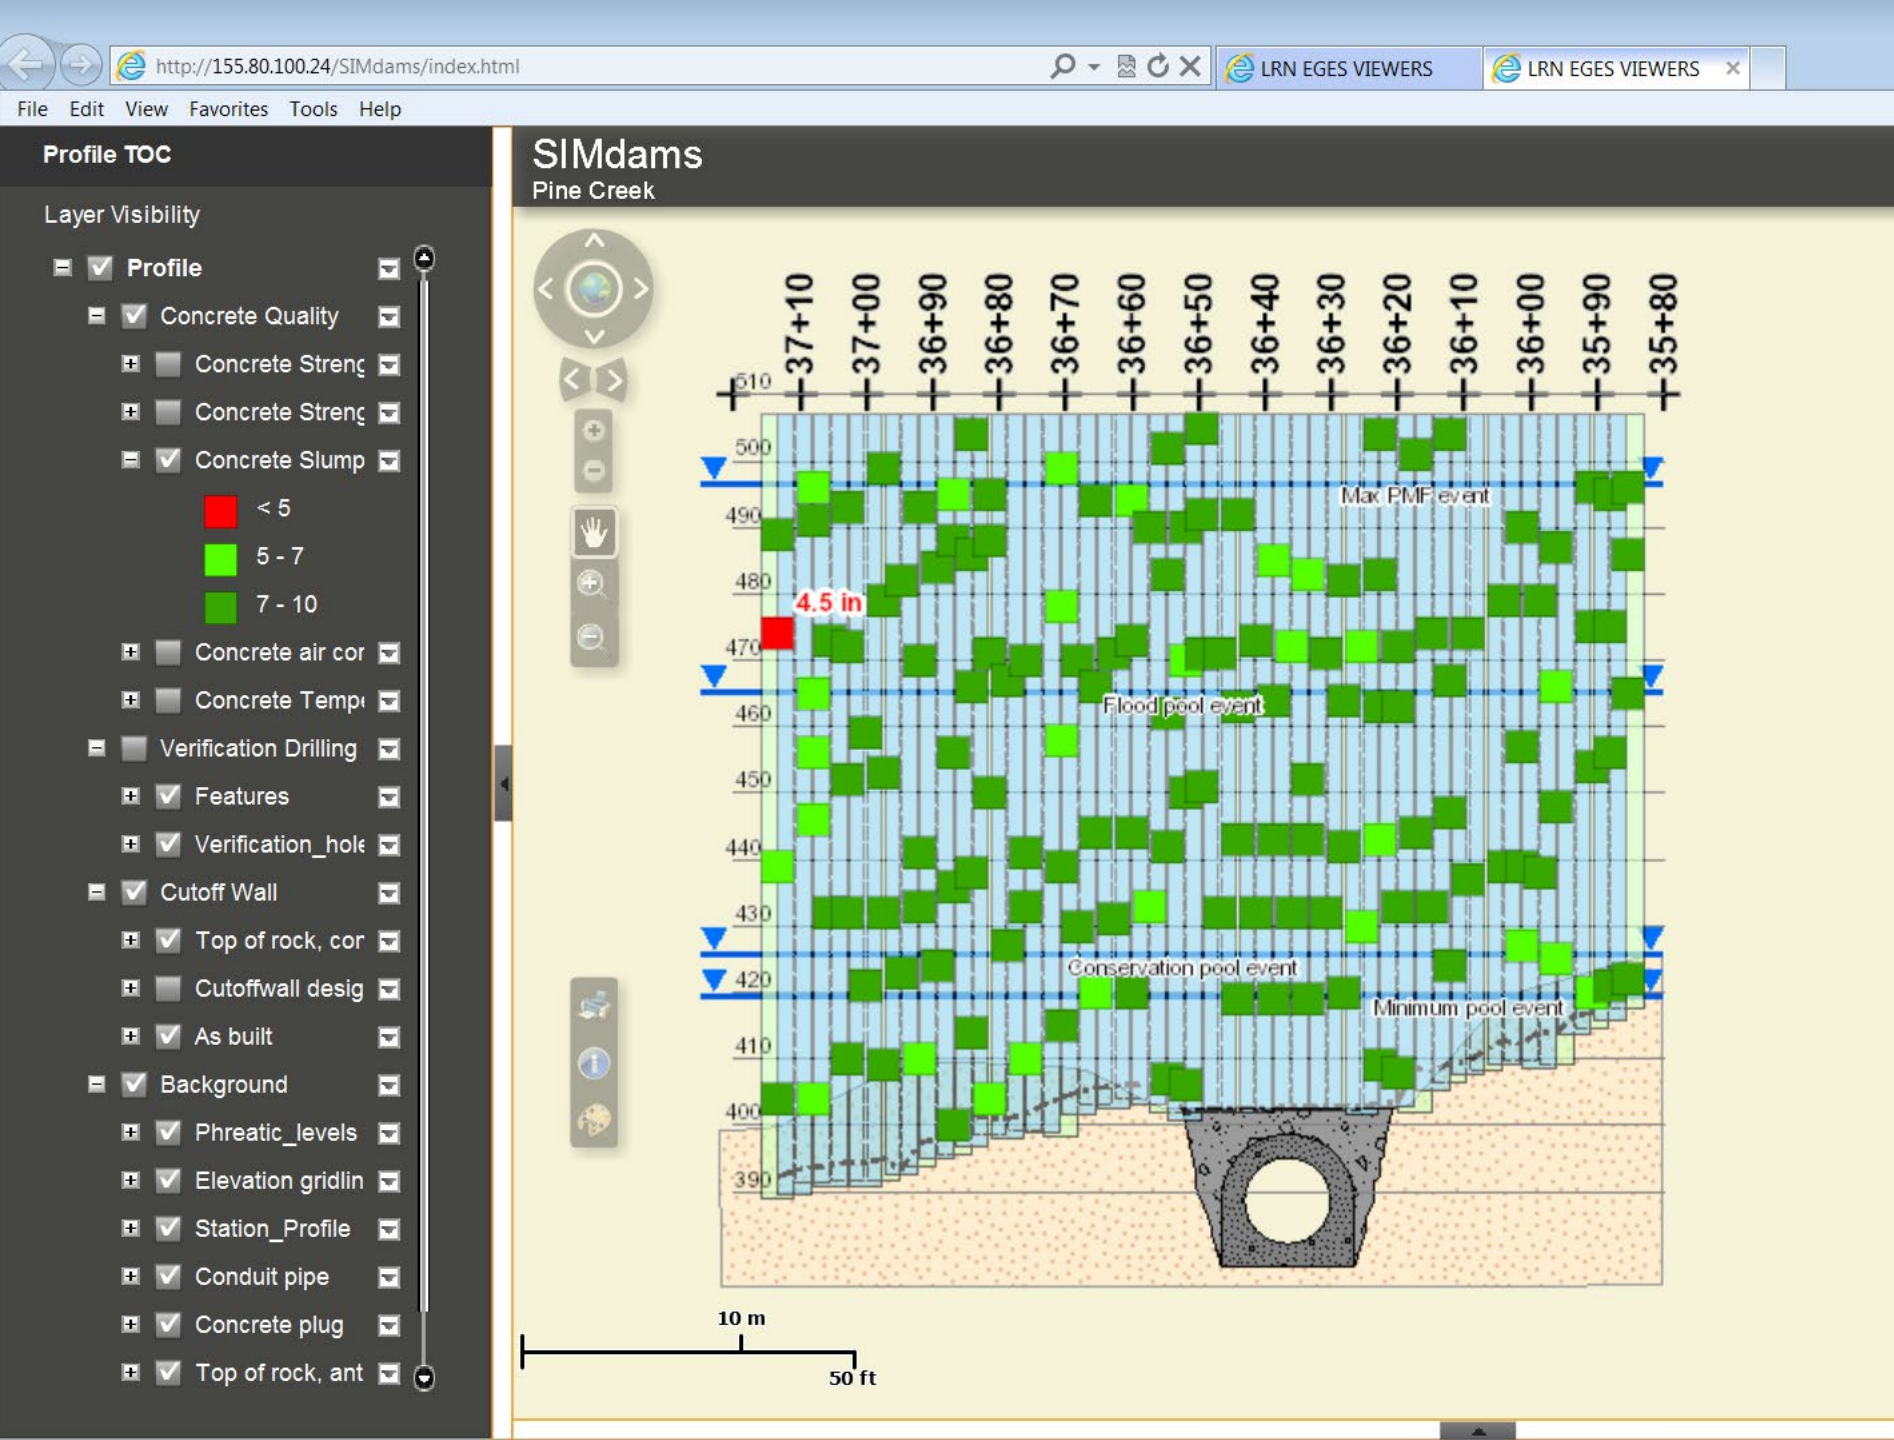 http://155.80.100.24/SIMdams/index.html
LRN EGES VIEWERS
LRN EGES VIEWERS
File Edit View Favorites Tools Help
Profile TOC
Layer Visibility
Profile
Concrete Quality
Concrete Streng
Concrete Streng
Concrete Slump
< 5
5 - 7
7 - 10
Concrete air cor
Concrete Temp
Verification Drilling
Features
Verification_hole
Cutoff Wall
Top of rock, cor
Cutoffwall desig
As built
Background
Phreatic_levels
Elevation gridlin
Station_Profile
Conduit pipe
Concrete plug
Top of rock, ant
SIMdams
Pine Creek
37+10
37+00
36+90
36+80
36+70
36+60
36+50
36+40
36+30
36+20
36+10
36+00
35+90
35+80
510
500
Max PMF event
490
480
4.5 in
470
Flood pool event
460
450
440
430
Conservation pool event
420
Minimum pool event
410
400
390
10 m
50 ft